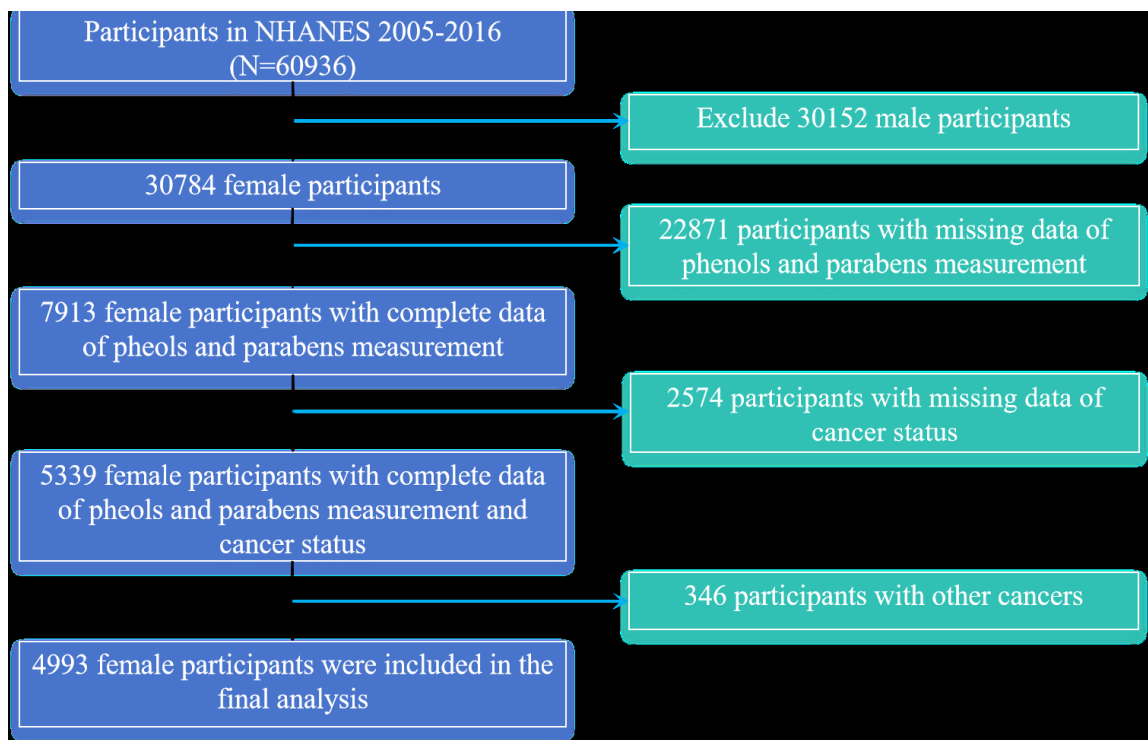 Participants in NHANES 2005-2016
(N=60936)
Exclude 30152 male participants
30784 female participants
22871 participants with missing data of
phenols and parabens measurement
7913 female participants with complete data
of pheols and parabens measurement
2574 participants with missing data of
cancer status
5339 female participants with complete data
of pheols and parabens measurement and
cancer status
346 participants with other cancers
4993 female participants were included in the
final analysis